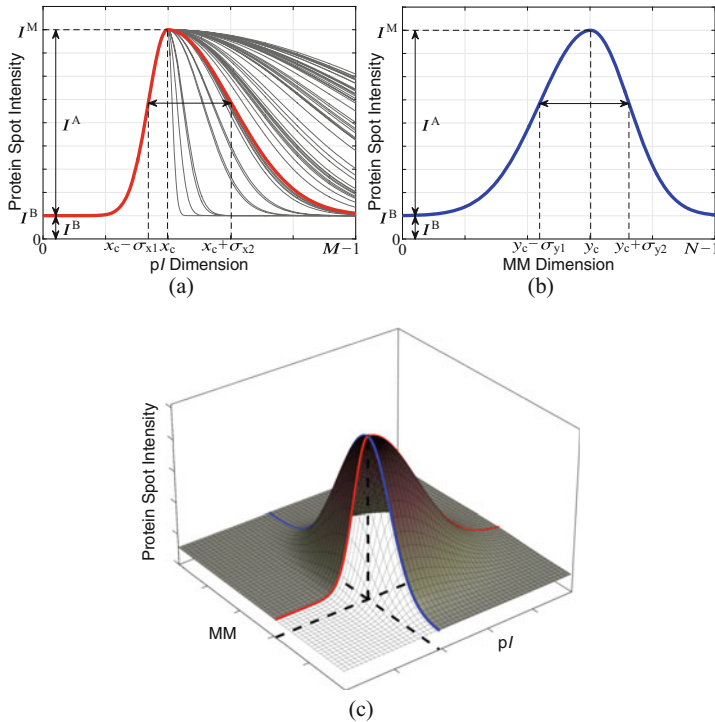 Protein Spot Intensity
I^M
I^A
I^B
I^B
0
0
x_c−σ_x1
x_c
x_c+σ_x2
M−1
pI Dimension
(a)
Protein Spot Intensity
I^M
I^A
I^B
I^B
0
0
y_c−σ_y1
y_c
y_c+σ_y2
N−1
MM Dimension
(b)
Protein Spot Intensity
MM
pI
(c)